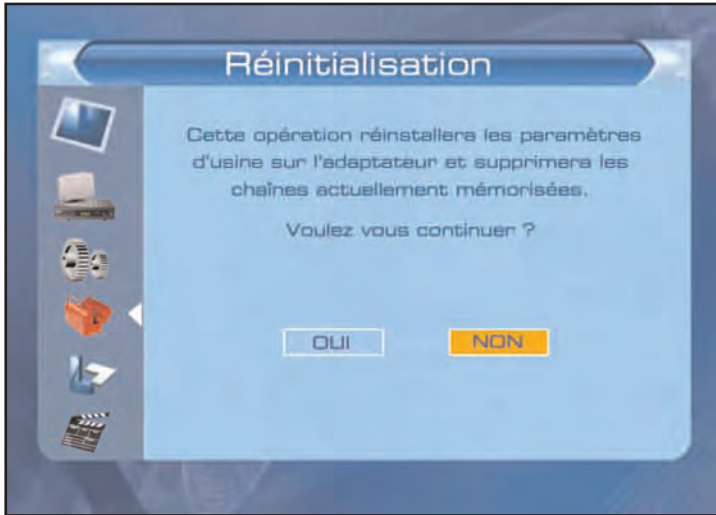 Réinitialisation
Cette opération réinstallera les paramètres
d'usine sur l'adaptateur et supprimera les
chaînes actuellement mémorisées.
Voulez vous continuer ?
OUI
NON